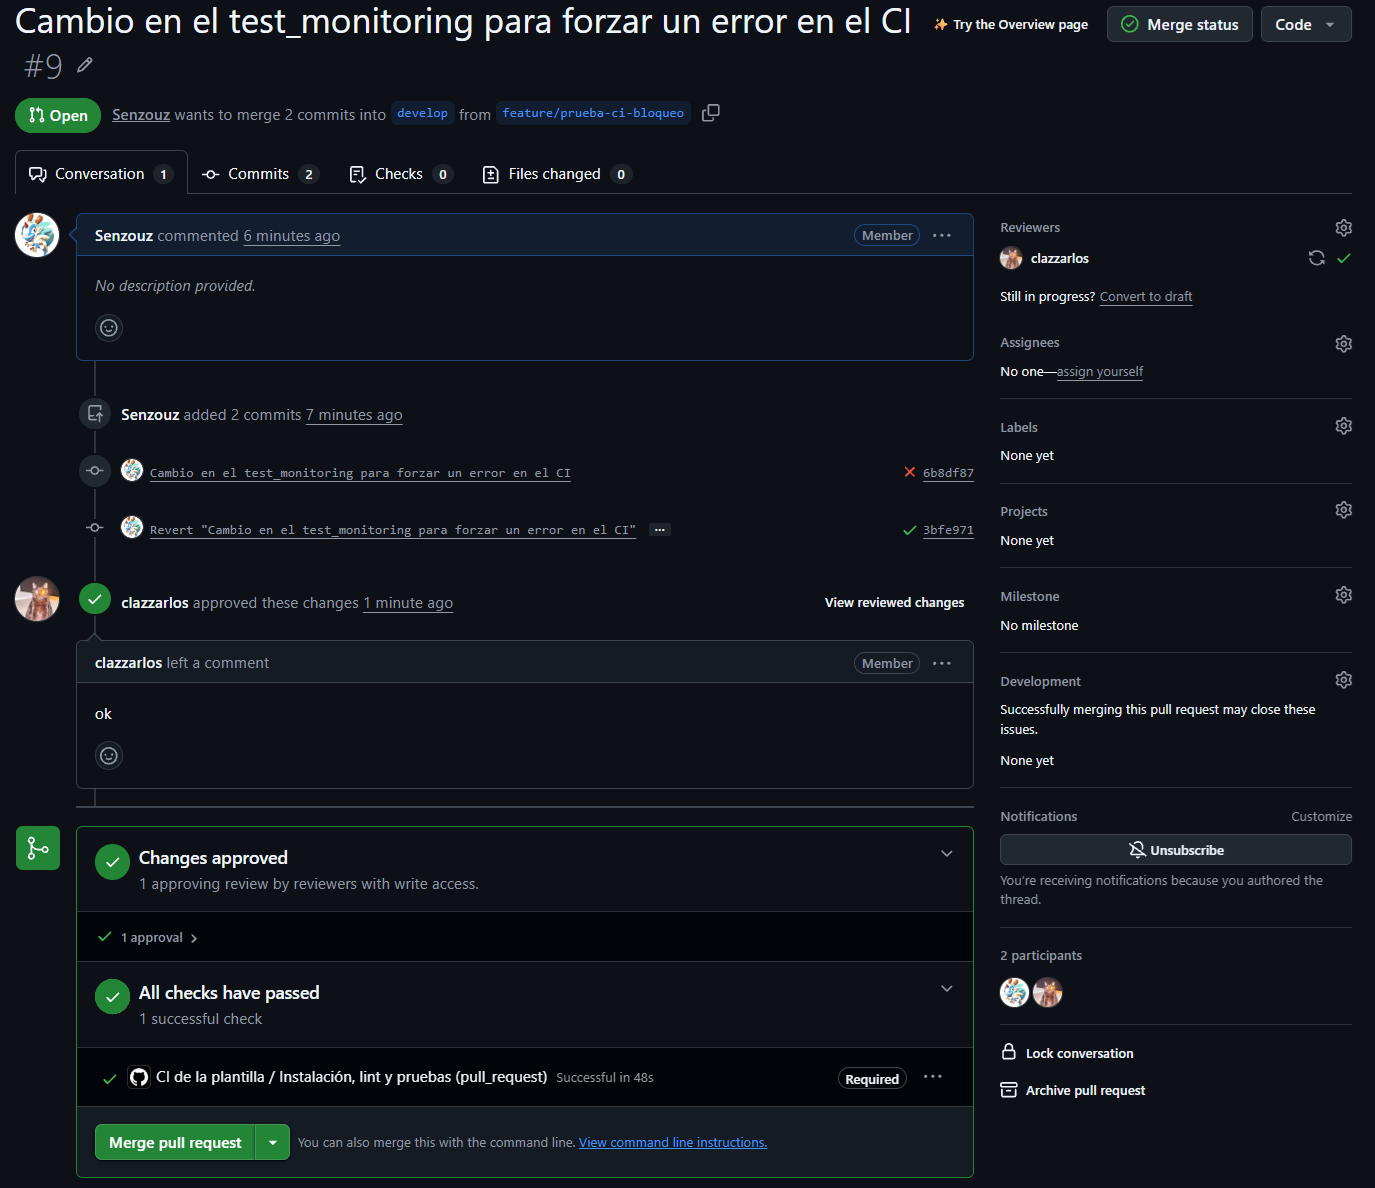 Cambio en el test_monitoring para forzar un error en el CI
#9
Try the Overview page
Merge status
Code
Open
Senzouz wants to merge 2 commits into develop from feature/prueba-ci-bloqueo
Conversation 1
Commits 2
Checks 0
Files changed 0
Senzouz commented 6 minutes ago
Member
No description provided.
Senzouz added 2 commits 7 minutes ago
Cambio en el test_monitoring para forzar un error en el CI
6b8df87
Revert "Cambio en el test_monitoring para forzar un error en el CI"
3bfe971
clazzarlos approved these changes 1 minute ago
View reviewed changes
clazzarlos left a comment
Member
ok
Changes approved
1 approving review by reviewers with write access.
1 approval
All checks have passed
1 successful check
CI de la plantilla / Instalación, lint y pruebas (pull_request) Successful in 48s
Required
Merge pull request
You can also merge this with the command line. View command line instructions.
Reviewers
clazzarlos
Still in progress? Convert to draft
Assignees
No one—assign yourself
Labels
None yet
Projects
None yet
Milestone
No milestone
Development
Successfully merging this pull request may close these
issues.
None yet
Notifications
Customize
Unsubscribe
You're receiving notifications because you authored the
thread.
2 participants
Lock conversation
Archive pull request